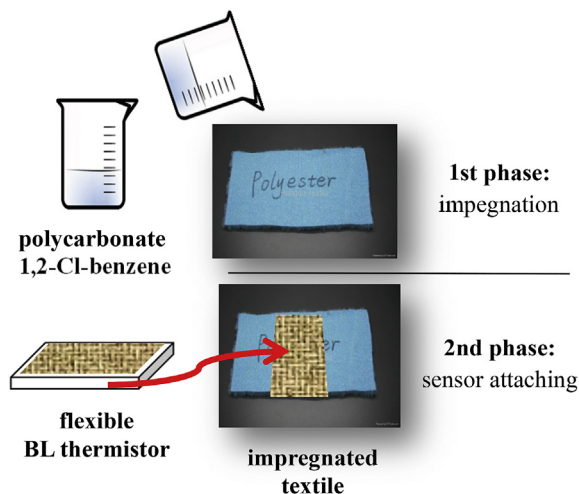 Polyester
1st phase:
impegnation
polycarbonate
1,2-Cl-benzene
2nd phase:
sensor attaching
flexible
BL thermistor
impregnated
textile